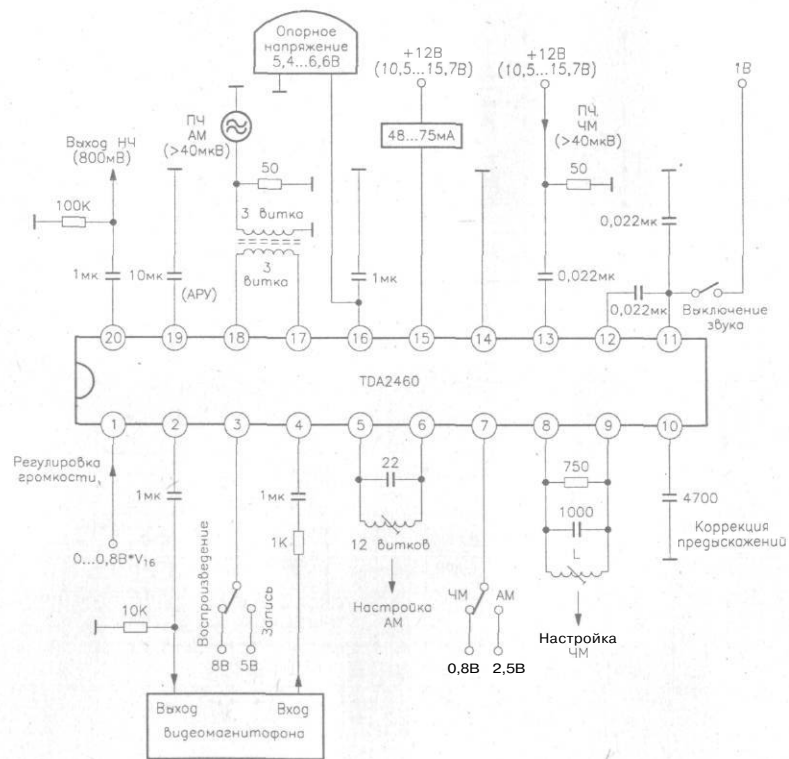 Опорное
напряжение
5,4...6,6В
+12В
(10,5...15,7В)
+12В
(10,5...15,7В)
1В
ПЧ
АМ
(>40мкВ)
48...75мА
ПЧ
ЧМ
(>40мкВ)
Выход НЧ
(800мВ)
50
50
100К
3 витка
0,022мк
1мк
10мк
(АРУ)
3
витка
1мк
0,022мк
0,022мк
Выключение
звука
20
19
18
17
16
15
14
13
12
11
TDA2460
1
2
3
4
5
6
7
8
9
10
Регулировка
громкости
1мк
1мк
22
750
4700
0...0,8В*V16
1К
12 витков
1000
Коррекция
предыскажений
L
10К
Воспроизведение
Запись
Настройка
АМ
ЧМ
АМ
Настройка
ЧМ
8В
5В
0,8В
2,5В
Выход
Вход
видеомагнитофона